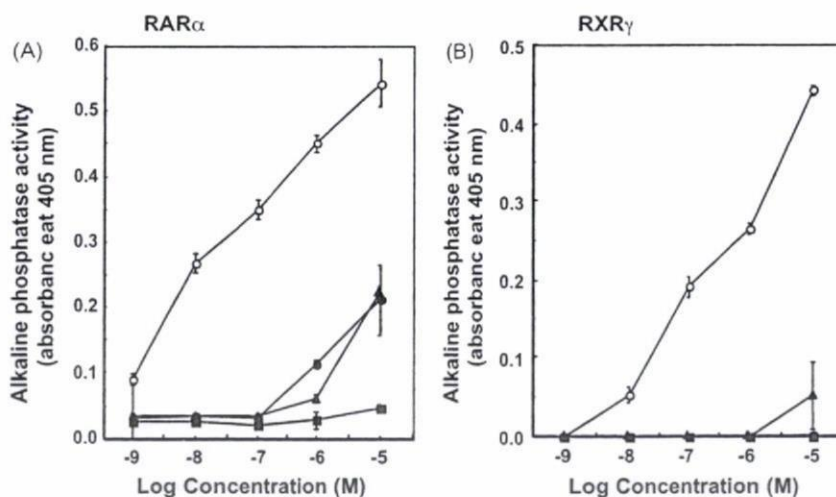 RARα
(A)
Alkaline phosphatase activity
(absorbanc eat 405 nm)
0.6
0.5
0.4
0.3
0.2
0.1
0.0
-9 -8 -7 -6 -5
Log Concentration (M)
RXRγ
(B)
Alkaline phosphatase activity
(absorbanc eat 405 nm)
0.5
0.4
0.3
0.2
0.1
0.0
-9 -8 -7 -6 -5
Log Concentration (M)